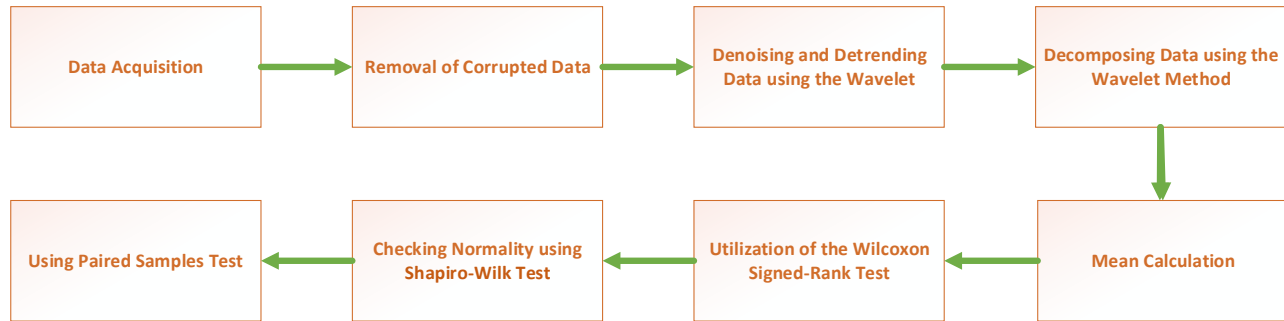 Data Acquisition
Removal of Corrupted Data
Denoising and Detrending
Data using the Wavelet
Decomposing Data using the
Wavelet Method
Mean Calculation
Utilization of the Wilcoxon
Signed-Rank Test
Checking Normality using
Shapiro-Wilk Test
Using Paired Samples Test